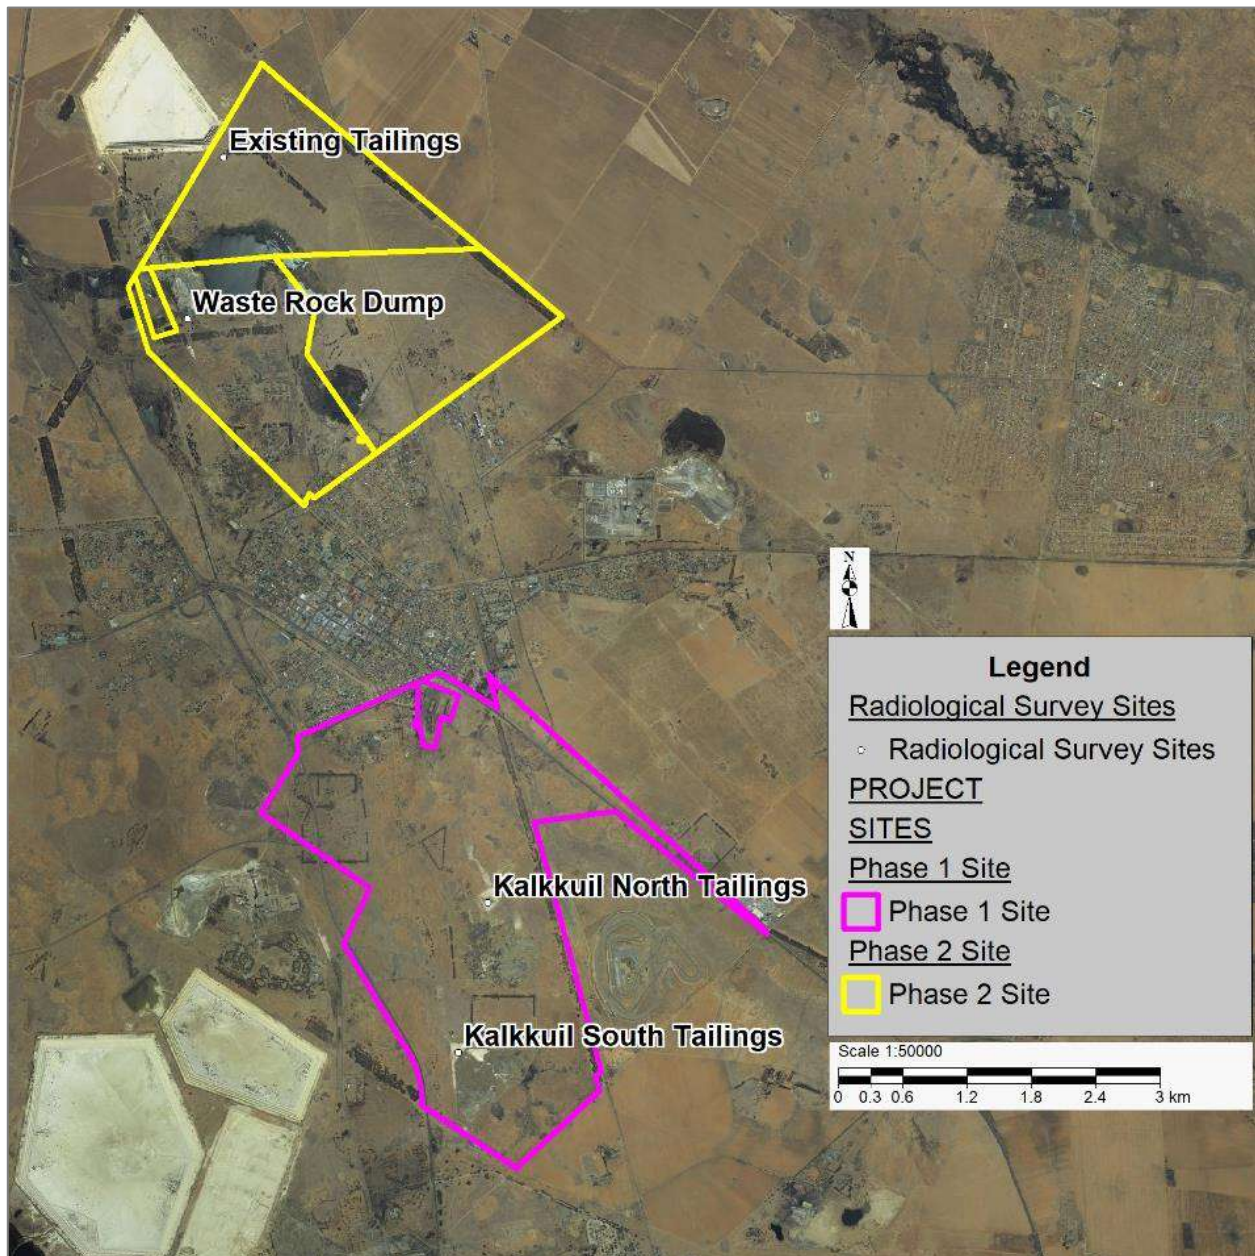 Existing Tailings
Waste Rock Dump
N
Legend
Radiological Survey Sites
Radiological Survey Sites
PROJECT
SITES
Phase 1 Site
Phase 1 Site
Phase 2 Site
Phase 2 Site
Kalkkuil North Tailings
Kalkkuil South Tailings
Scale 1:50000
0 0.3 0.6 1.2 1.8 2.4 3 km